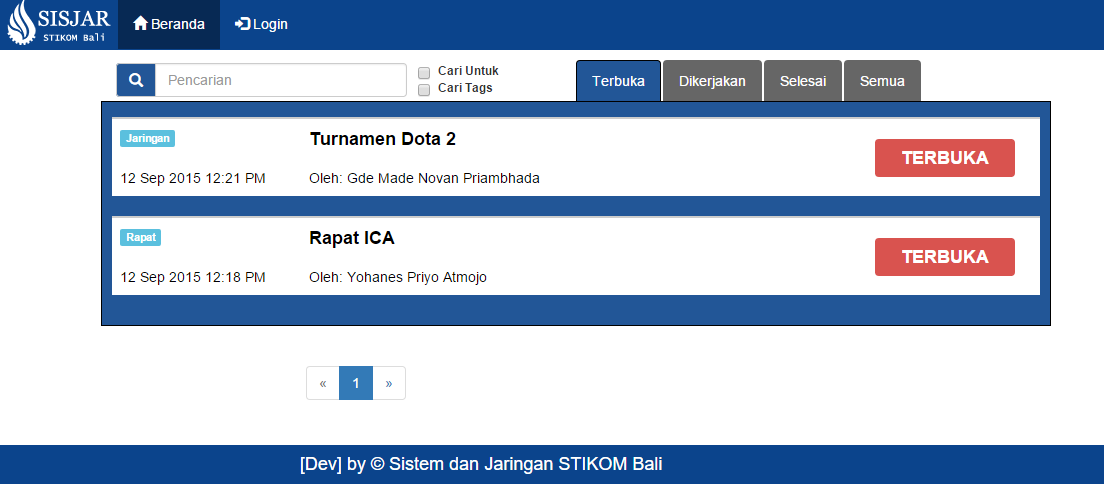 SISJAR
STIKOM Bali
Beranda
Login
Pencarian
Cari Untuk
Cari Tags
Terbuka
Dikerjakan
Selesai
Semua
Jaringan
Turnamen Dota 2
TERBUKA
12 Sep 2015 12:21 PM
Oleh: Gde Made Novan Priambhada
Rapat
Rapat ICA
TERBUKA
12 Sep 2015 12:18 PM
Oleh: Yohanes Priyo Atmojo
« 1 »
[Dev] by © Sistem dan Jaringan STIKOM Bali